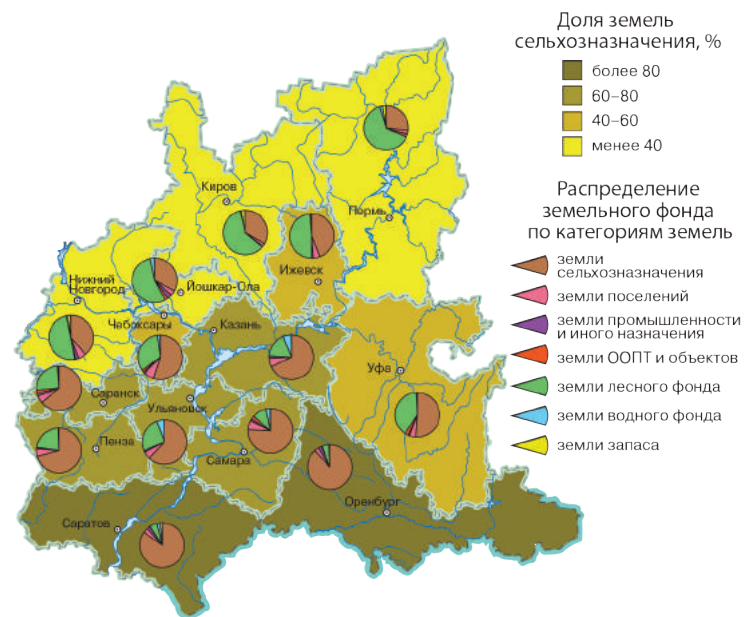 Доля земель
сельхозназначения, %
более 80
60–80
40–60
менее 40
Распределение
земельного фонда
по категориям земель
земли
сельхозназначения
земли поселений
земли промышленности
и иного назначения
земли ООПТ и объектов
земли лесного фонда
земли водного фонда
земли запаса
Киров
Пермь
Ижевск
Нижний
Новгород
Йошкар-Ола
Чебоксары
Казань
Уфа
Саранск
Ульяновск
Пенза
Самара
Оренбург
Саратов